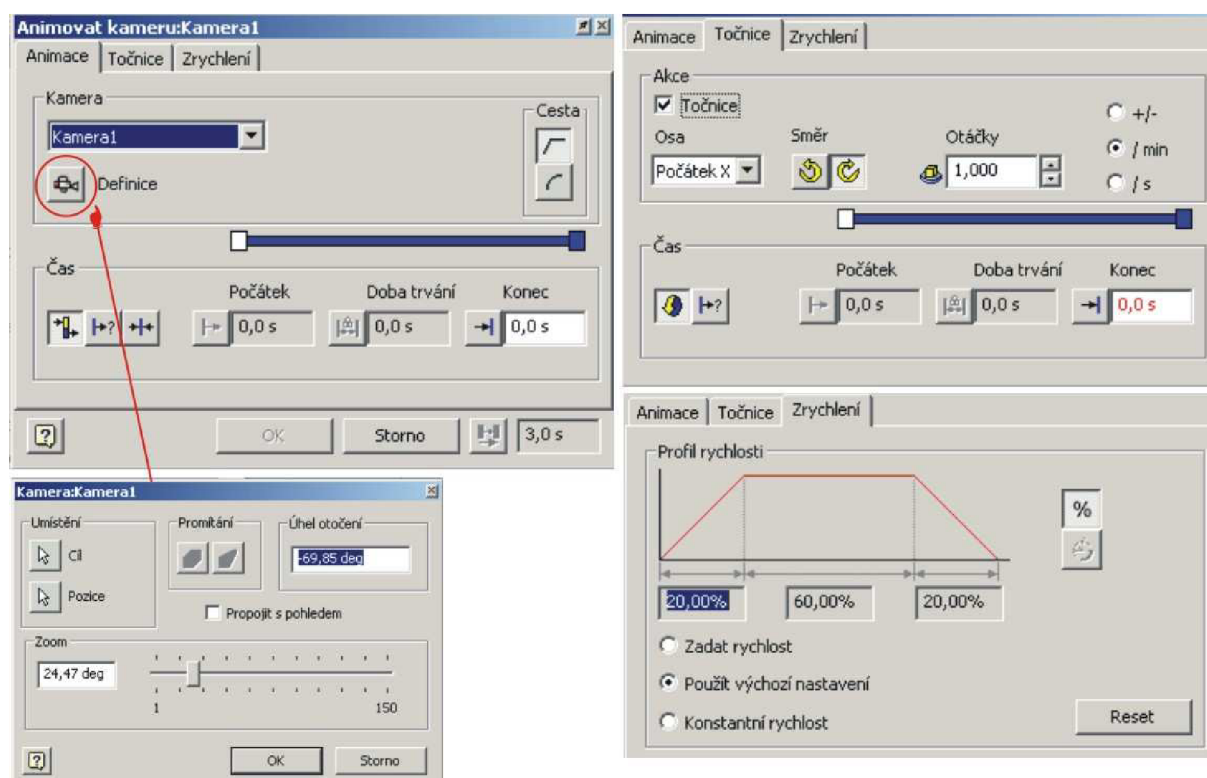 Animovat kameru:Kamera1
Animace Točnice Zrychlení
Kamera
Kamera1
Definice
Cesta
Čas
Počátek Doba trvání Konec
0,0 s 0,0 s 0,0 s
OK Storno 3,0 s
Kamera:Kamera1
Umístění Promítání Úhel otočení
Cíl
-69,85 deg
Pozice
Propojit s pohledem
Zoom
24,47 deg
1 150
OK Storno
Animace Točnice Zrychlení
Akce
Točnice
Osa Směr Otáčky
+/-
Počátek X 1,000
/ min
/ s
Čas
Počátek Doba trvání Konec
0,0 s 0,0 s 0,0 s
Animace Točnice Zrychlení
Profil rychlosti
%
20,00% 60,00% 20,00%
Zadat rychlost
Použít výchozí nastavení
Konstantní rychlost
Reset